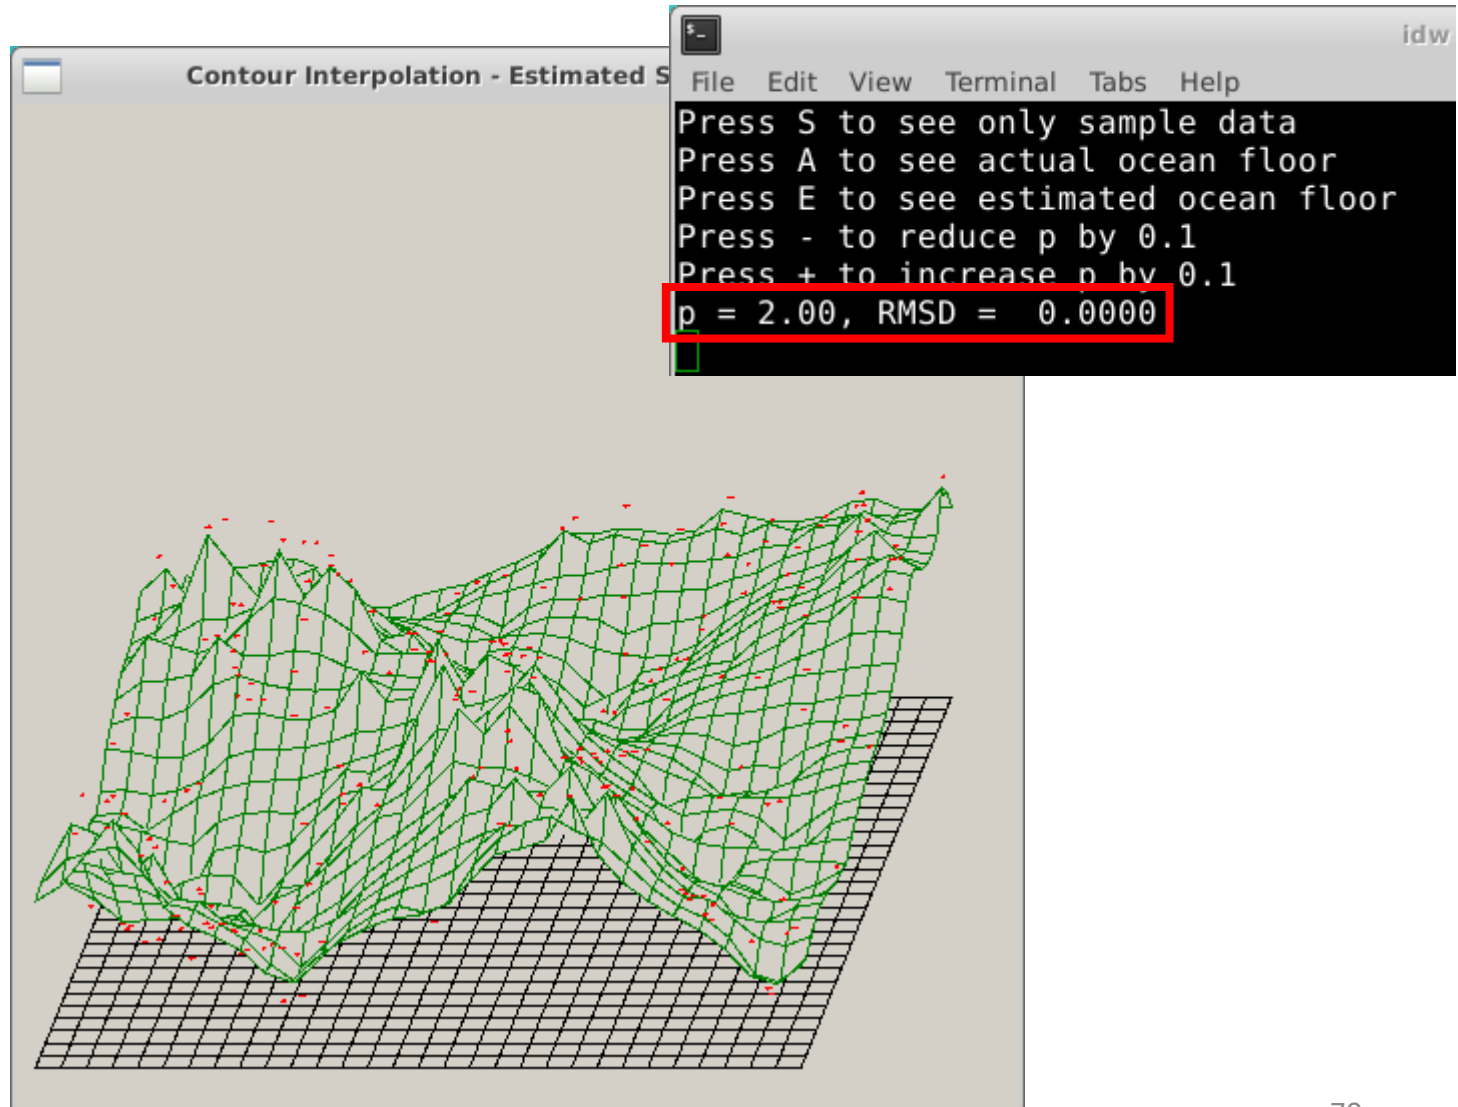 idw
Contour Interpolation - Estimated S
File Edit View Terminal Tabs Help
Press S to see only sample data
Press A to see actual ocean floor
Press E to see estimated ocean floor
Press - to reduce p by 0.1
Press + to increase p by 0.1
p = 2.00, RMSD =  0.0000